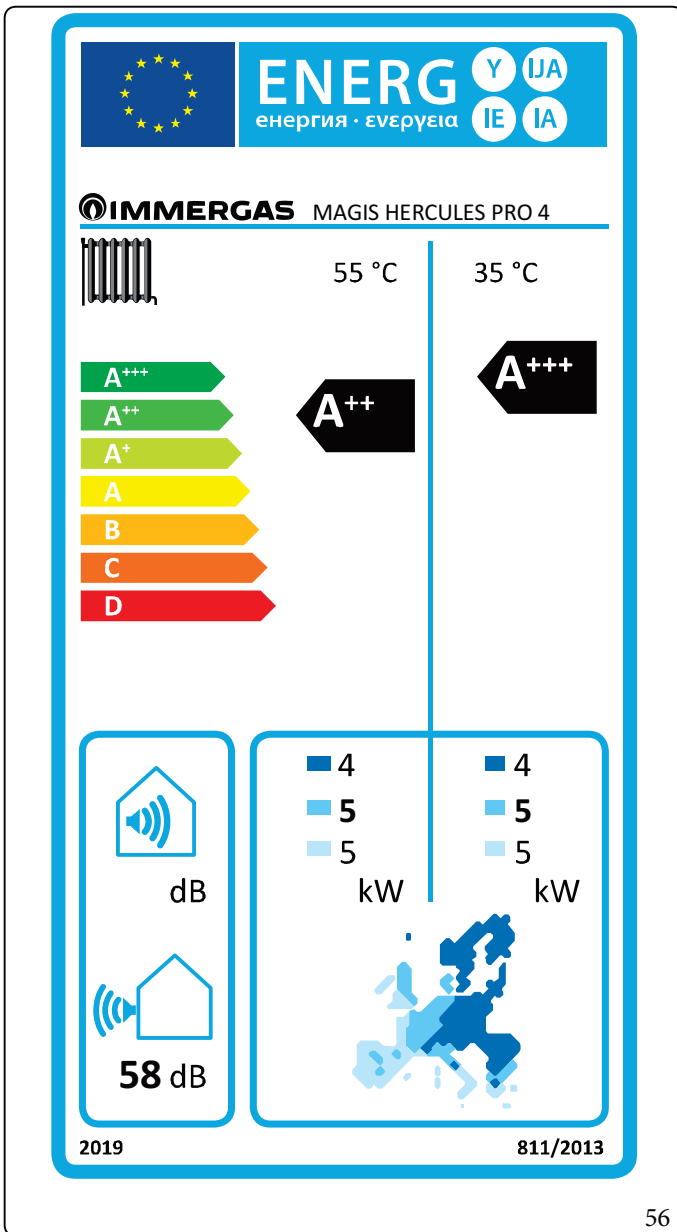 ENERG Y IJA
енергия · ενεργεια IE IA
IMMERGAS MAGIS HERCULES PRO 4
55 °C 35 °C
A+++
A++
A+
A
B
C
D
A++
A+++
4 4
5 5
5 5
kW kW
dB
58 dB
2019 811/2013
56